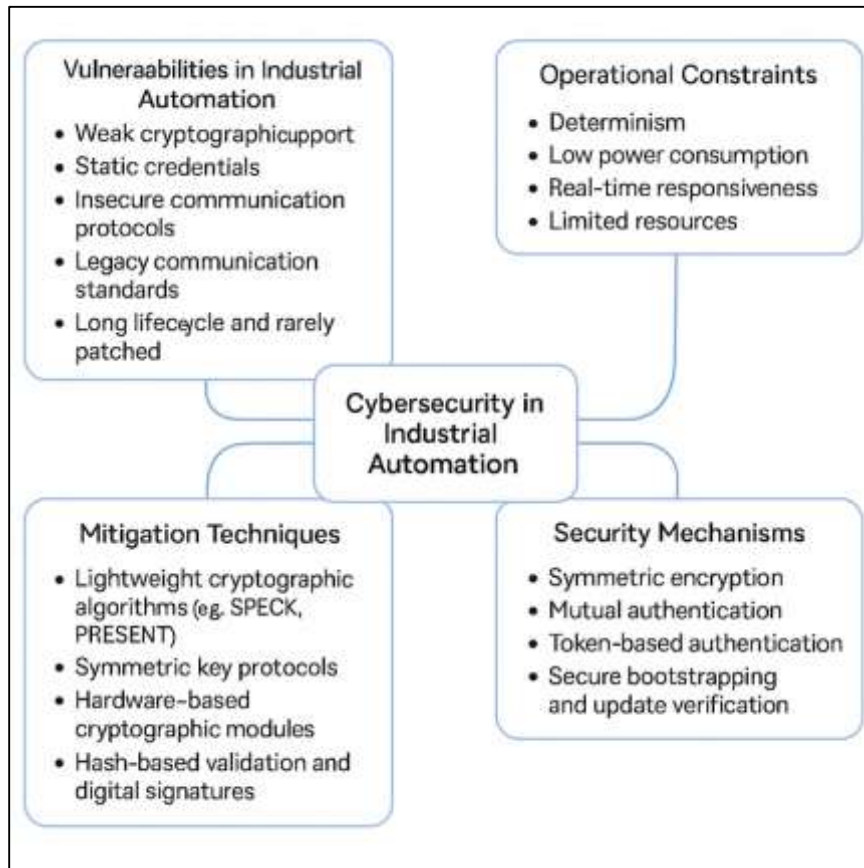 Vulneraabilities in Industrial
Automation
• Weak cryptographicupport
• Static credentials
• Insecure commrnunication
protocols
• Legacy communication
standards
• Long lifecycle and rarely
patched
Operational Constraints
• Determinism
• Low power consumption
• Real-time responsiveness
• Limited resources
Cybersecurity in
Industrial
Automation
Mitigation Techniques
• Lightweight cryptographic
algorithms (eg. SPECK,
PRESENT)
• Symmetric key protocols
• Hardware-based
cryptographic modules
• Hash-based validation and
digital signatures
Security Mechanisms
• Symmetric encryption
• Mutual authentication
• Token-based authentication
• Secure bootstrapping
and update verification